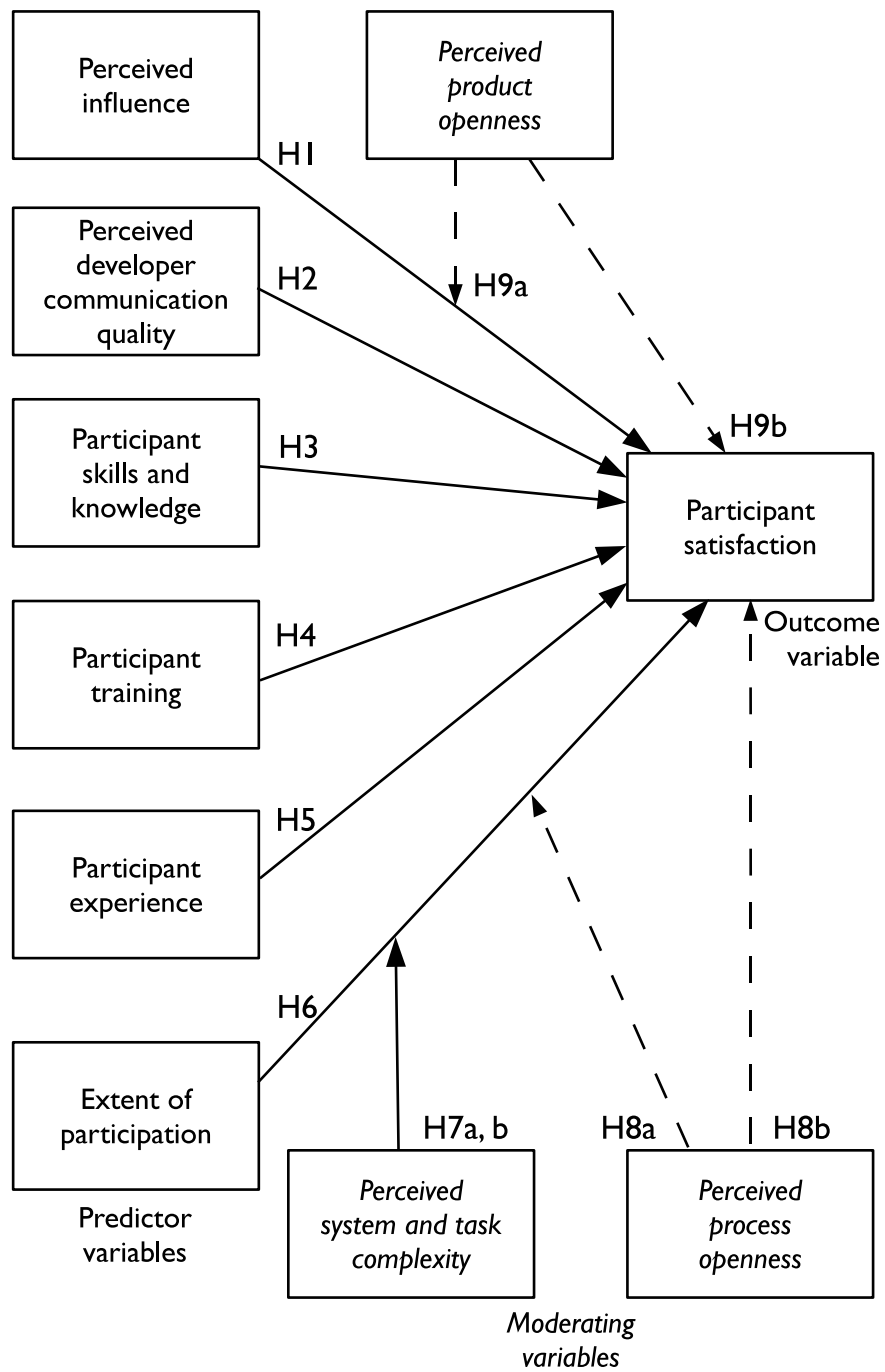 Perceived
influence
Perceived
product
openness
H1
Perceived
developer
communication
quality
H2
H9a
Participant
skills and
knowledge
H3
H9b
Participant
satisfaction
Participant
training
H4
Outcome
variable
Participant
experience
H5
Extent of
participation
H6
Predictor
variables
H7a, b
Perceived
system and task
complexity
H8a
H8b
Perceived
process
openness
Moderating
variables